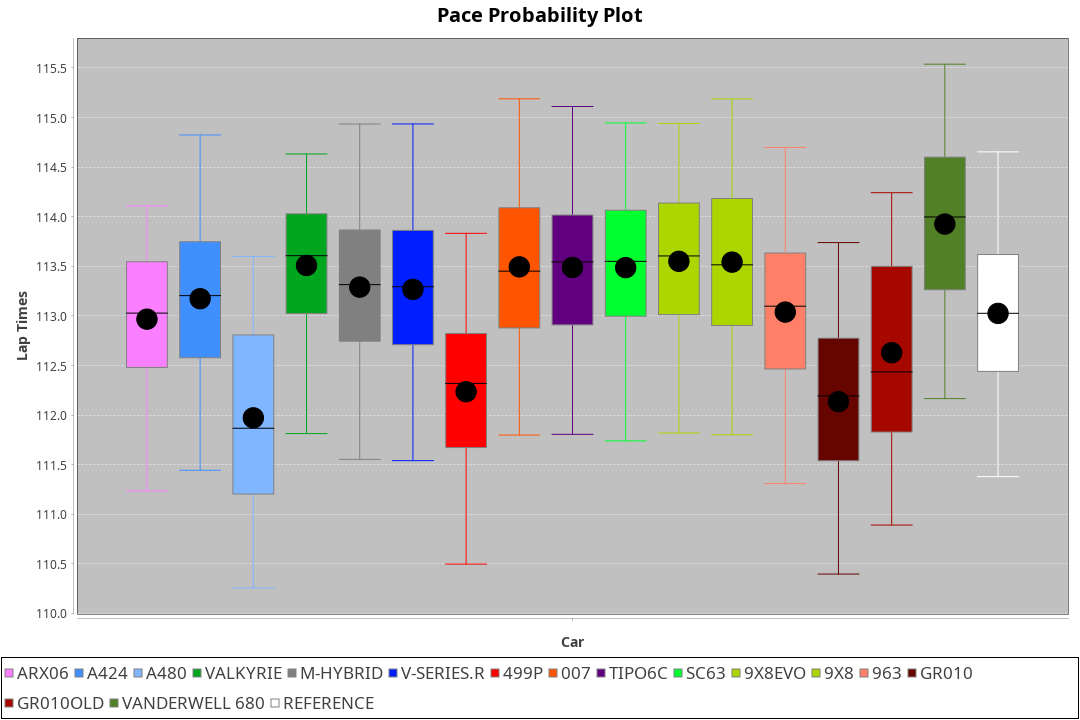 Pace Probability Plot
115.5
115.0
114.5
114.0
113.5
113.0
112.5
112.0
111.5
111.0
110.5
110.0
Lap Times
Car
ARX06 A424 A480 VALKYRIE M-HYBRID V-SERIES.R 499P 007 TIPO6C SC63 9X8EVO 9X8 963 GR010
GR010OLD VANDERWELL 680 REFERENCE